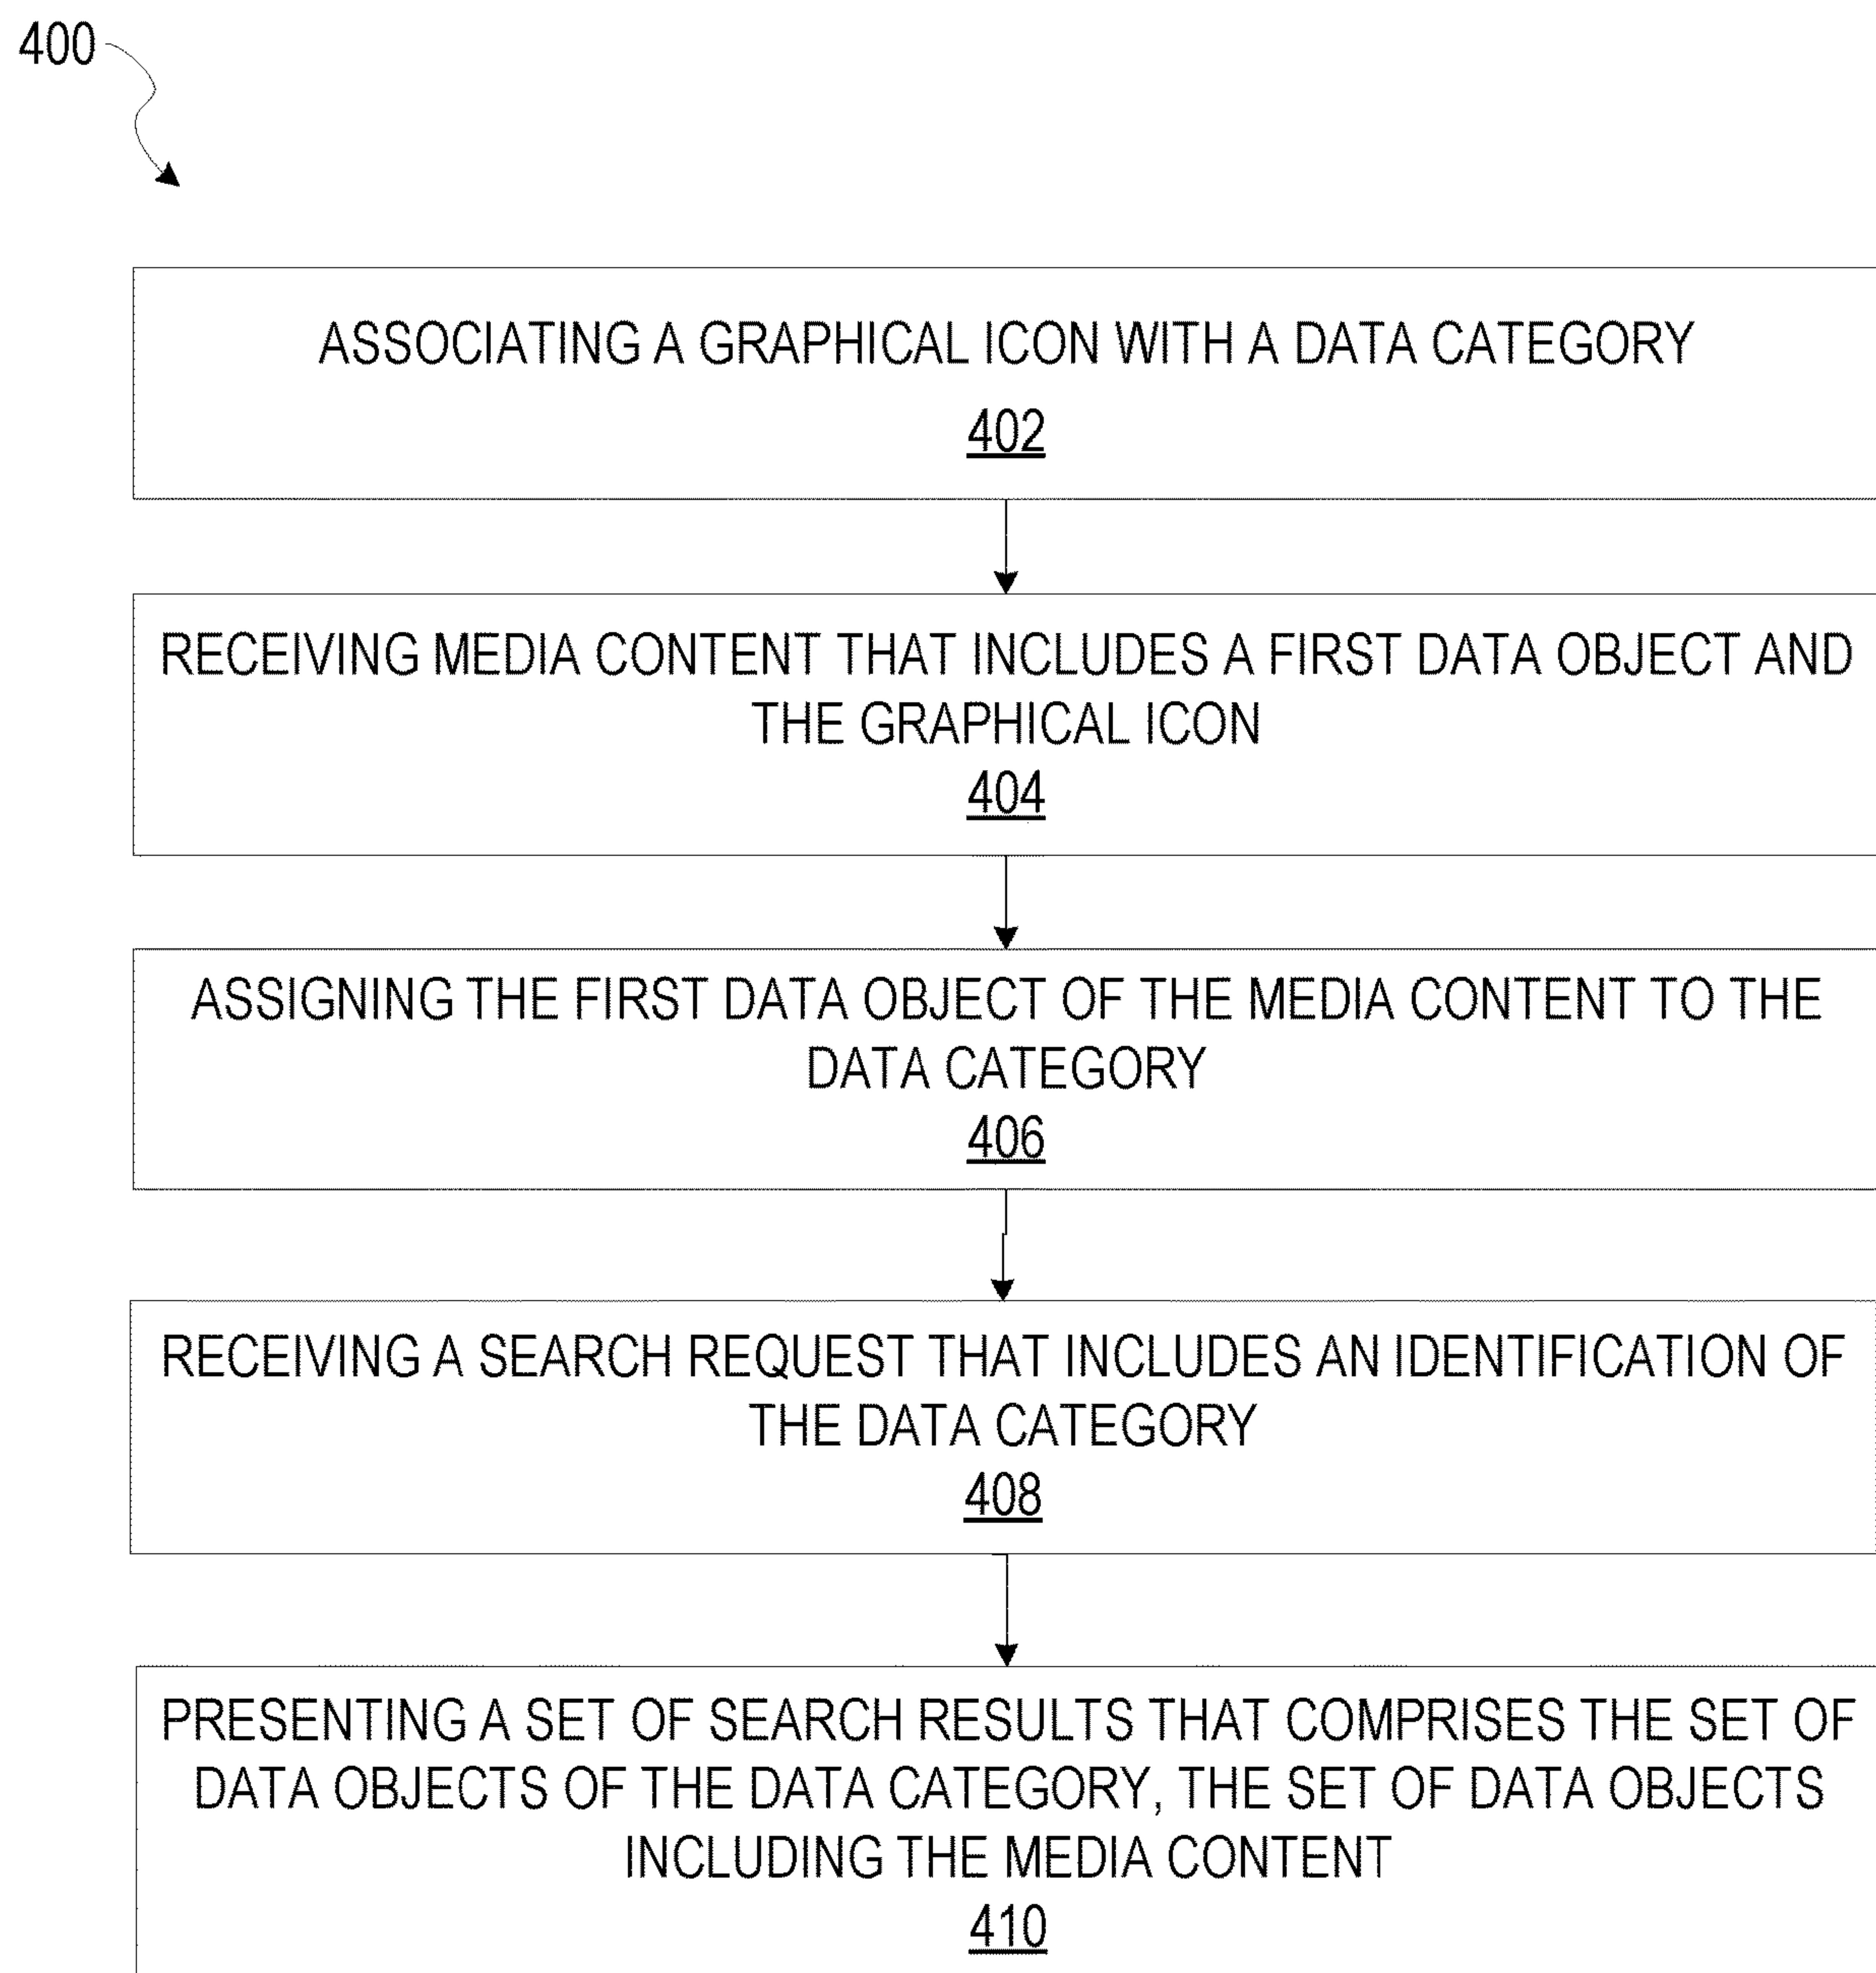 400
ASSOCIATING A GRAPHICAL ICON WITH A DATA CATEGORY
402
RECEIVING MEDIA CONTENT THAT INCLUDES A FIRST DATA OBJECT AND
THE GRAPHICAL ICON
404
ASSIGNING THE FIRST DATA OBJECT OF THE MEDIA CONTENT TO THE
DATA CATEGORY
406
RECEIVING A SEARCH REQUEST THAT INCLUDES AN IDENTIFICATION OF
THE DATA CATEGORY
408
PRESENTING A SET OF SEARCH RESULTS THAT COMPRISES THE SET OF
DATA OBJECTS OF THE DATA CATEGORY, THE SET OF DATA OBJECTS
INCLUDING THE MEDIA CONTENT
410